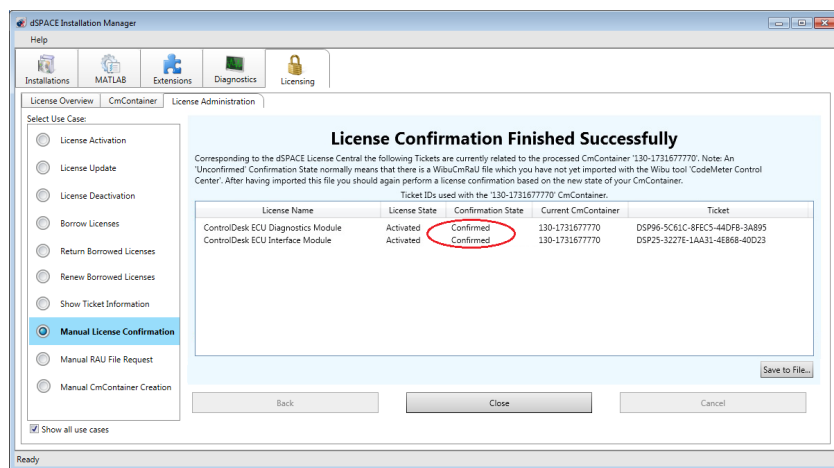 dSPACE Installation Manager
Help
Installations
MATLAB
Extensions
Diagnostics
Licensing
License Overview
CmContainer
License Administration
Select Use Case:
License Activation
License Update
License Deactivation
Borrow Licenses
Return Borrowed Licenses
Renew Borrowed Licenses
Show Ticket Information
Manual License Confirmation
Manual RAU File Request
Manual CmContainer Creation
Show all use cases
License Confirmation Finished Successfully
Corresponding to the dSPACE License Central the following Tickets are currently related to the processed CmContainer '130-1731677770'. Note: An
'Unconfirmed' Confirmation State normally means that there is a WibuCmRaU file which you have not yet imported with the Wibu tool 'CodeMeter Control
Center'. After having imported this file you should again perform a license confirmation based on the new state of your CmContainer.
Ticket IDs used with the '130-1731677770' CmContainer.
License Name License State Confirmation State Current CmContainer Ticket
ControlDesk ECU Diagnostics Module Activated Confirmed 130-1731677770 DSP96-5C61C-8FEC5-44DFB-3A895
ControlDesk ECU Interface Module Activated Confirmed 130-1731677770 DSP25-3227E-1AA31-4E868-40D23
Save to File...
Back
Close
Cancel
Ready